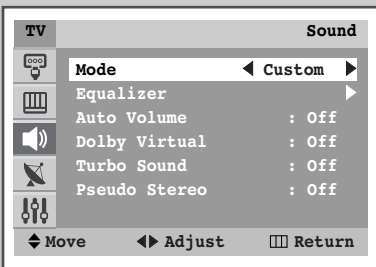 TV Sound
Mode ◀ Custom ▶
Equalizer ▶
Auto Volume : Off
Dolby Virtual : Off
Turbo Sound : Off
Pseudo Stereo : Off
Move Adjust Return